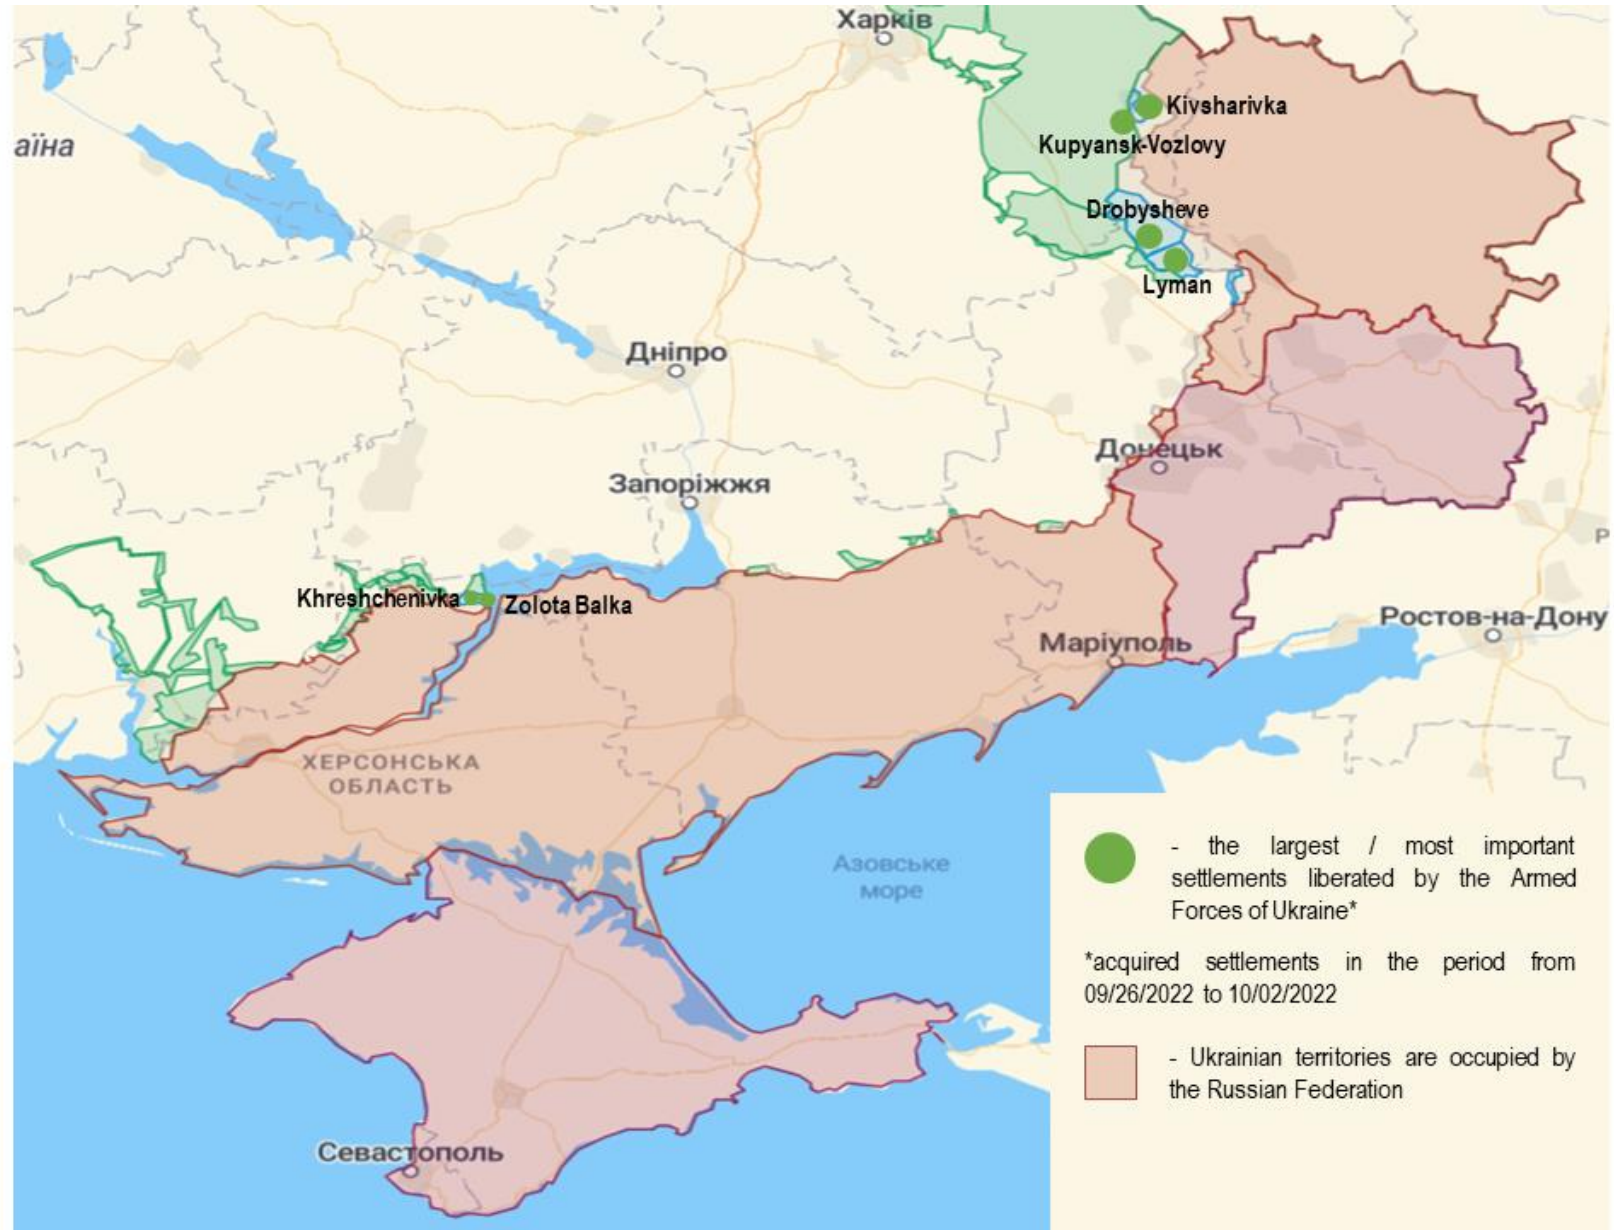 Харків
Kivsharivka
Kupyansk-Vozlovy
аїна
Drobysheve
Lyman
Дніпро
Донецьк
Запоріжжя
Р
Khreshchenivka
Zolota Balka
Ростов-на-Дону
Маріуполь
ХЕРСОНСЬКА
ОБЛАСТЬ
Азовське
море
- the largest / most important
settlements liberated by the Armed
Forces of Ukraine*
*acquired settlements in the period from
09/26/2022 to 10/02/2022
- Ukrainian territories are occupied by
the Russian Federation
Севастополь